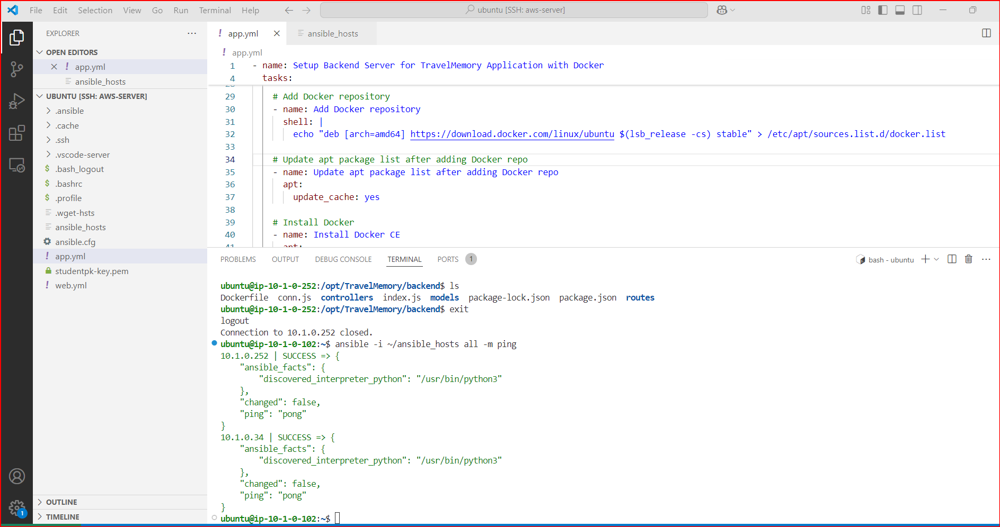 File Edit Selection View Go Run Terminal Help
ubuntu [SSH: aws-server]
EXPLORER
OPEN EDITORS
app.yml
ansible_hosts
UBUNTU [SSH: AWS-SERVER]
.ansible
.cache
.ssh
.vscode-server
.bash_logout
.bashrc
.profile
.wget-hsts
ansible_hosts
ansible.cfg
app.yml
studentpk-key.pem
web.yml
OUTLINE
TIMELINE
1
app.yml ansible_hosts
app.yml
1 - name: Setup Backend Server for TravelMemory Application with Docker
4 tasks:
29 # Add Docker repository
30 - name: Add Docker repository
31 shell: |
32 echo "deb [arch=amd64] https://download.docker.com/linux/ubuntu $(lsb_release -cs) stable" > /etc/apt/sources.list.d/docker.list
33
34 # Update apt package list after adding Docker repo
35 - name: Update apt package list after adding Docker repo
36 apt:
37 update_cache: yes
38
39 # Install Docker
40 - name: Install Docker CE
41 apt:
PROBLEMS OUTPUT DEBUG CONSOLE TERMINAL PORTS 1
bash - ubuntu
ubuntu@ip-10-1-0-252:/opt/TravelMemory/backend$ ls
Dockerfile conn.js controllers index.js models package-lock.json package.json routes
ubuntu@ip-10-1-0-252:/opt/TravelMemory/backend$ exit
logout
Connection to 10.1.0.252 closed.
ubuntu@ip-10-1-0-102:~$ ansible -i ~/ansible_hosts all -m ping
10.1.0.252 | SUCCESS => {
"ansible_facts": {
"discovered_interpreter_python": "/usr/bin/python3"
},
"changed": false,
"ping": "pong"
}
10.1.0.34 | SUCCESS => {
"ansible_facts": {
"discovered_interpreter_python": "/usr/bin/python3"
},
"changed": false,
"ping": "pong"
}
ubuntu@ip-10-1-0-102:~$